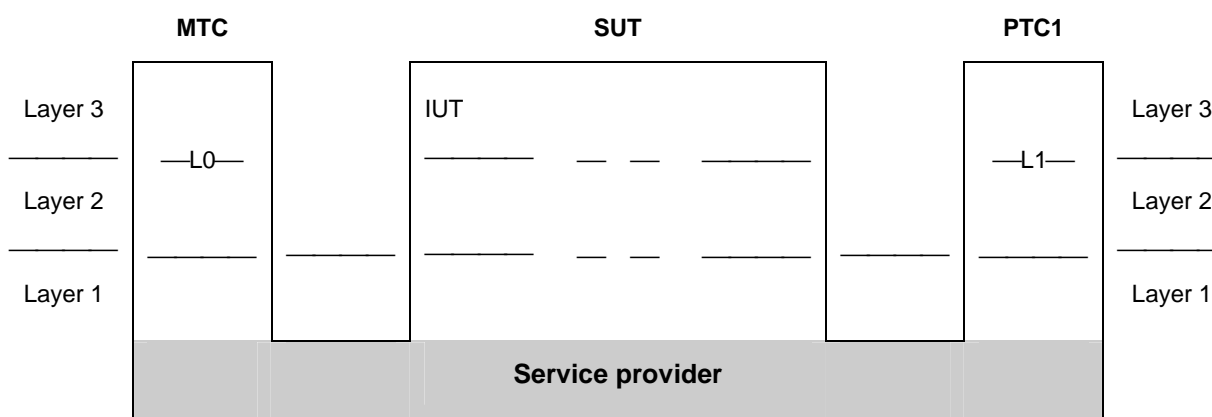 MTC SUT PTC1
Layer 3 IUT Layer 3
L0 L1
Layer 2 Layer 2
Layer 1 Layer 1
Service provider